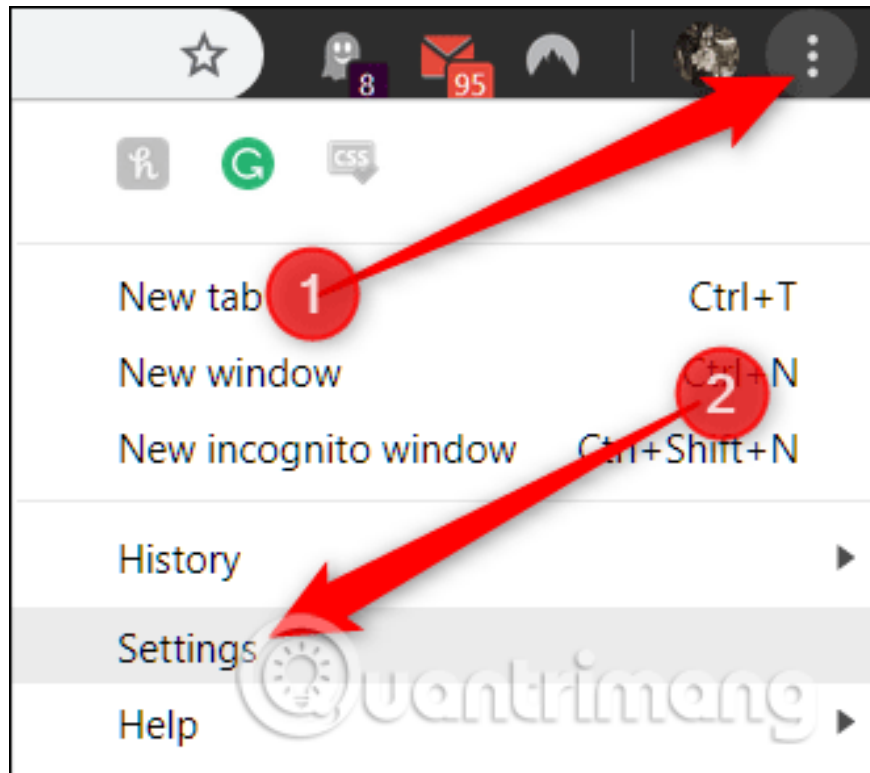 8
95
CSS
New tab
1
Ctrl+T
New window
Ctrl+N
2
New incognito window
Ctrl+Shift+N
History
Settings
Quantrimang
Help